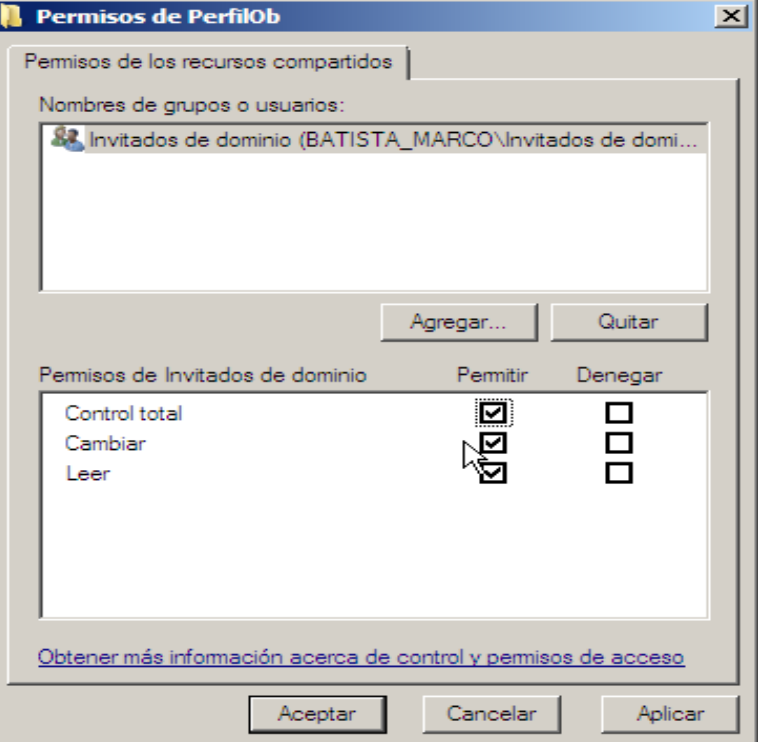 Permisos de PerfilOb
Permisos de los recursos compartidos
Nombres de grupos o usuarios:
Invitados de dominio (BATISTA_MARCO\Invitados de domi...
Agregar... Quitar
Permisos de Invitados de dominio Permitir Denegar
Control total
Cambiar
Leer
Obtener más información acerca de control y permisos de acceso
Aceptar Cancelar Aplicar